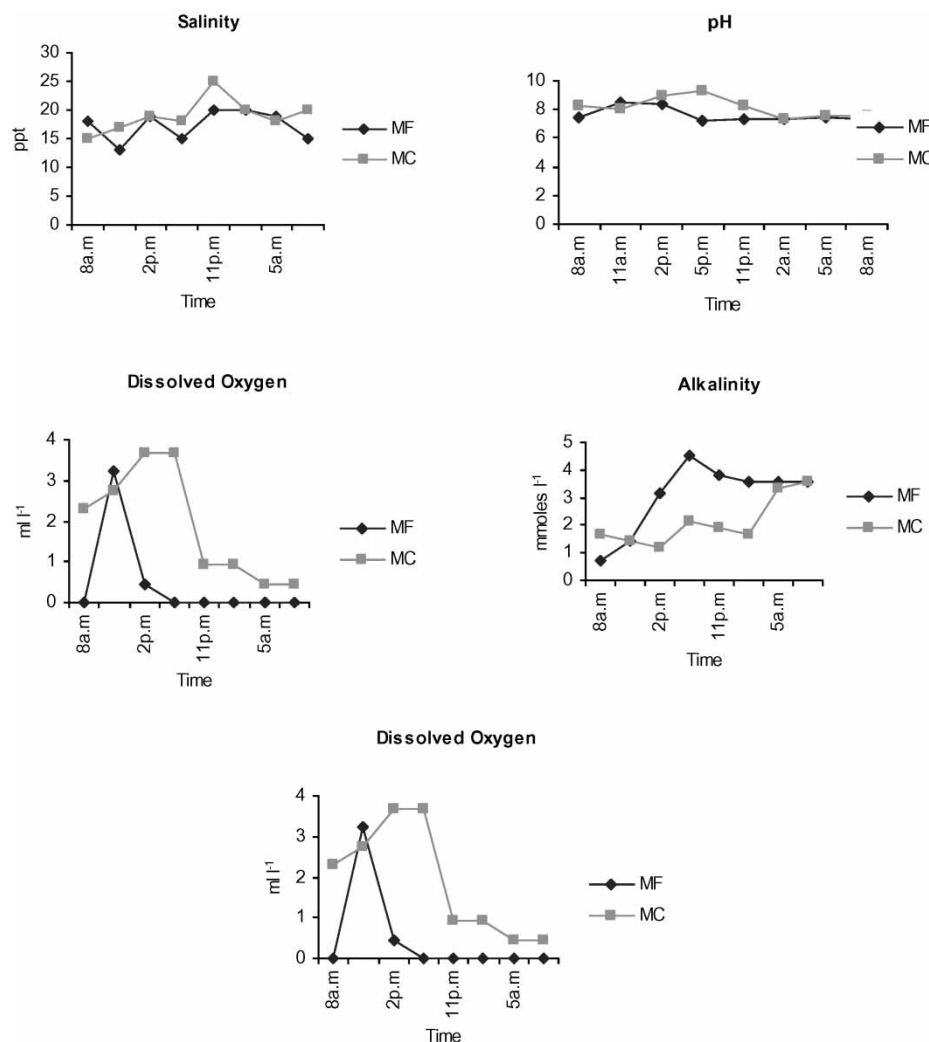 Salinity
30
25
20
15
10
5
0
ppt
8a.m
2p.m
11p.m
5a.m
Time
MF
MC
pH
10
8
6
4
2
0
8a.m
11a.m
2p.m
5p.m
11p.m
2a.m
5a.m
8a.m
Time
MF
MC
Dissolved Oxygen
4
3
2
1
0
ml l-1
8a.m
2p.m
11p.m
5a.m
Time
MF
MC
Alkalinity
5
4
3
2
1
0
mmoles l-1
8a.m
2p.m
11p.m
5a.m
Time
MF
MC
Dissolved Oxygen
4
3
2
1
0
ml l-1
8a.m
2p.m
11p.m
5a.m
Time
MF
MC